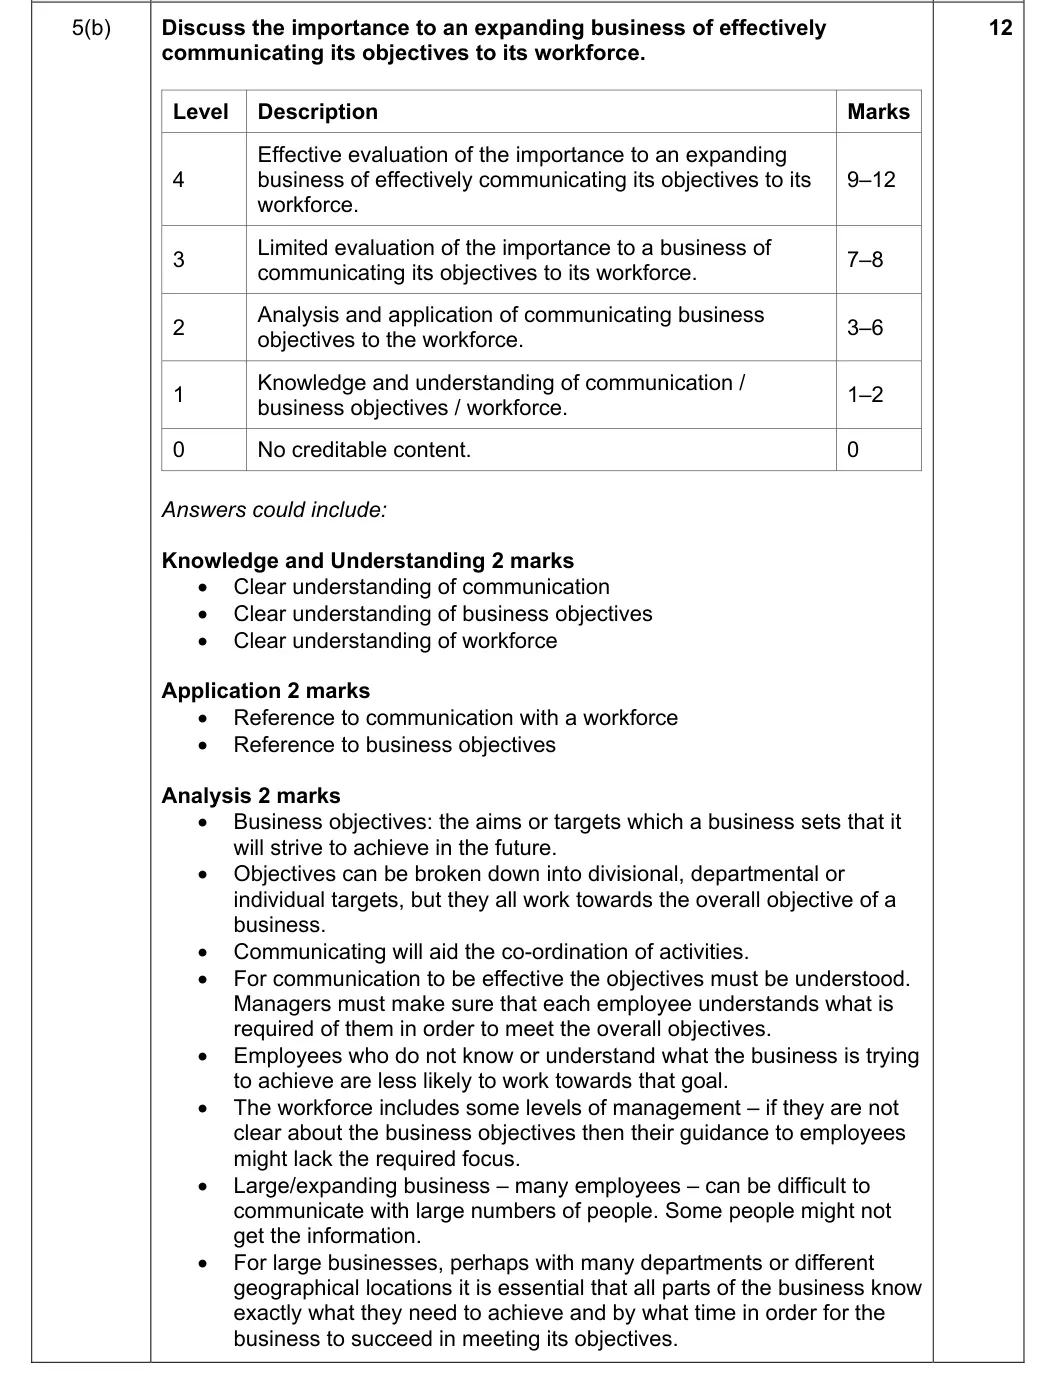 5(b) Discuss the importance to an expanding business of effectively 12
communicating its objectives to its workforce.
Level Description Marks
4 Effective evaluation of the importance to an expanding
business of effectively communicating its objectives to its
workforce. 9–12
3 Limited evaluation of the importance to a business of
communicating its objectives to its workforce. 7–8
2 Analysis and application of communicating business
objectives to the workforce. 3–6
1 Knowledge and understanding of communication /
business objectives / workforce. 1–2
0 No creditable content. 0
Answers could include:
Knowledge and Understanding 2 marks
• Clear understanding of communication
• Clear understanding of business objectives
• Clear understanding of workforce
Application 2 marks
• Reference to communication with a workforce
• Reference to business objectives
Analysis 2 marks
• Business objectives: the aims or targets which a business sets that it
will strive to achieve in the future.
• Objectives can be broken down into divisional, departmental or
individual targets, but they all work towards the overall objective of a
business.
• Communicating will aid the co-ordination of activities.
• For communication to be effective the objectives must be understood.
Managers must make sure that each employee understands what is
required of them in order to meet the overall objectives.
• Employees who do not know or understand what the business is trying
to achieve are less likely to work towards that goal.
• The workforce includes some levels of management – if they are not
clear about the business objectives then their guidance to employees
might lack the required focus.
• Large/expanding business – many employees – can be difficult to
communicate with large numbers of people. Some people might not
get the information.
• For large businesses, perhaps with many departments or different
geographical locations it is essential that all parts of the business know
exactly what they need to achieve and by what time in order for the
business to succeed in meeting its objectives.